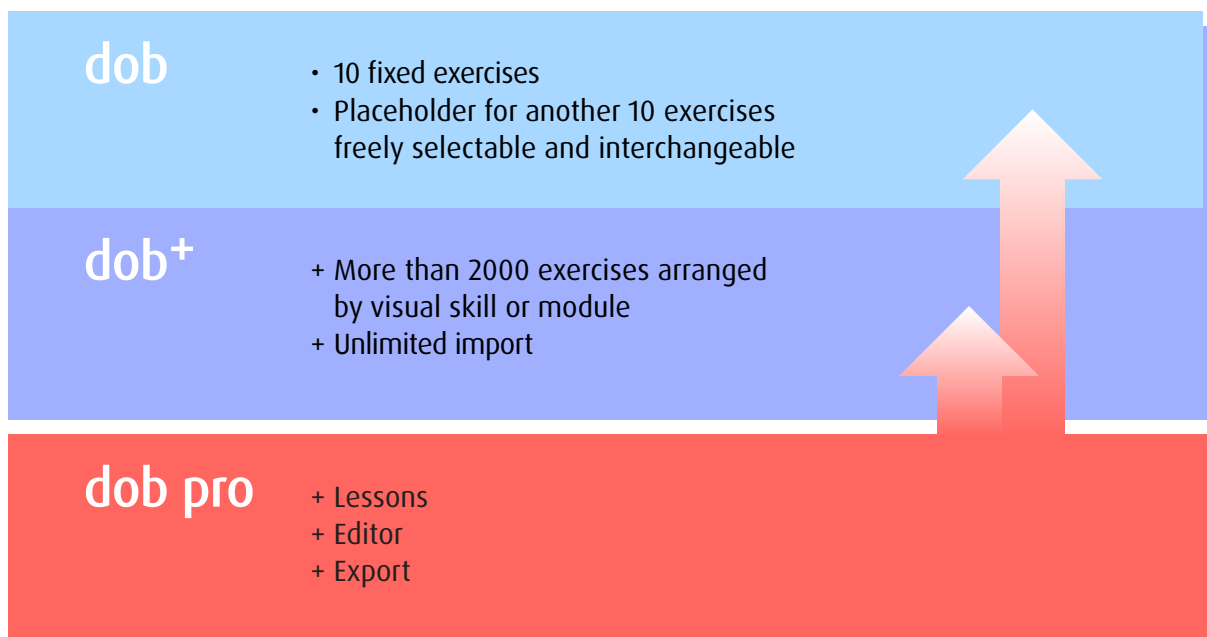 dob
• 10 fixed exercises
• Placeholder for another 10 exercises
freely selectable and interchangeable
dob+
+ More than 2000 exercises arranged
by visual skill or module
+ Unlimited import
dob pro
+ Lessons
+ Editor
+ Export